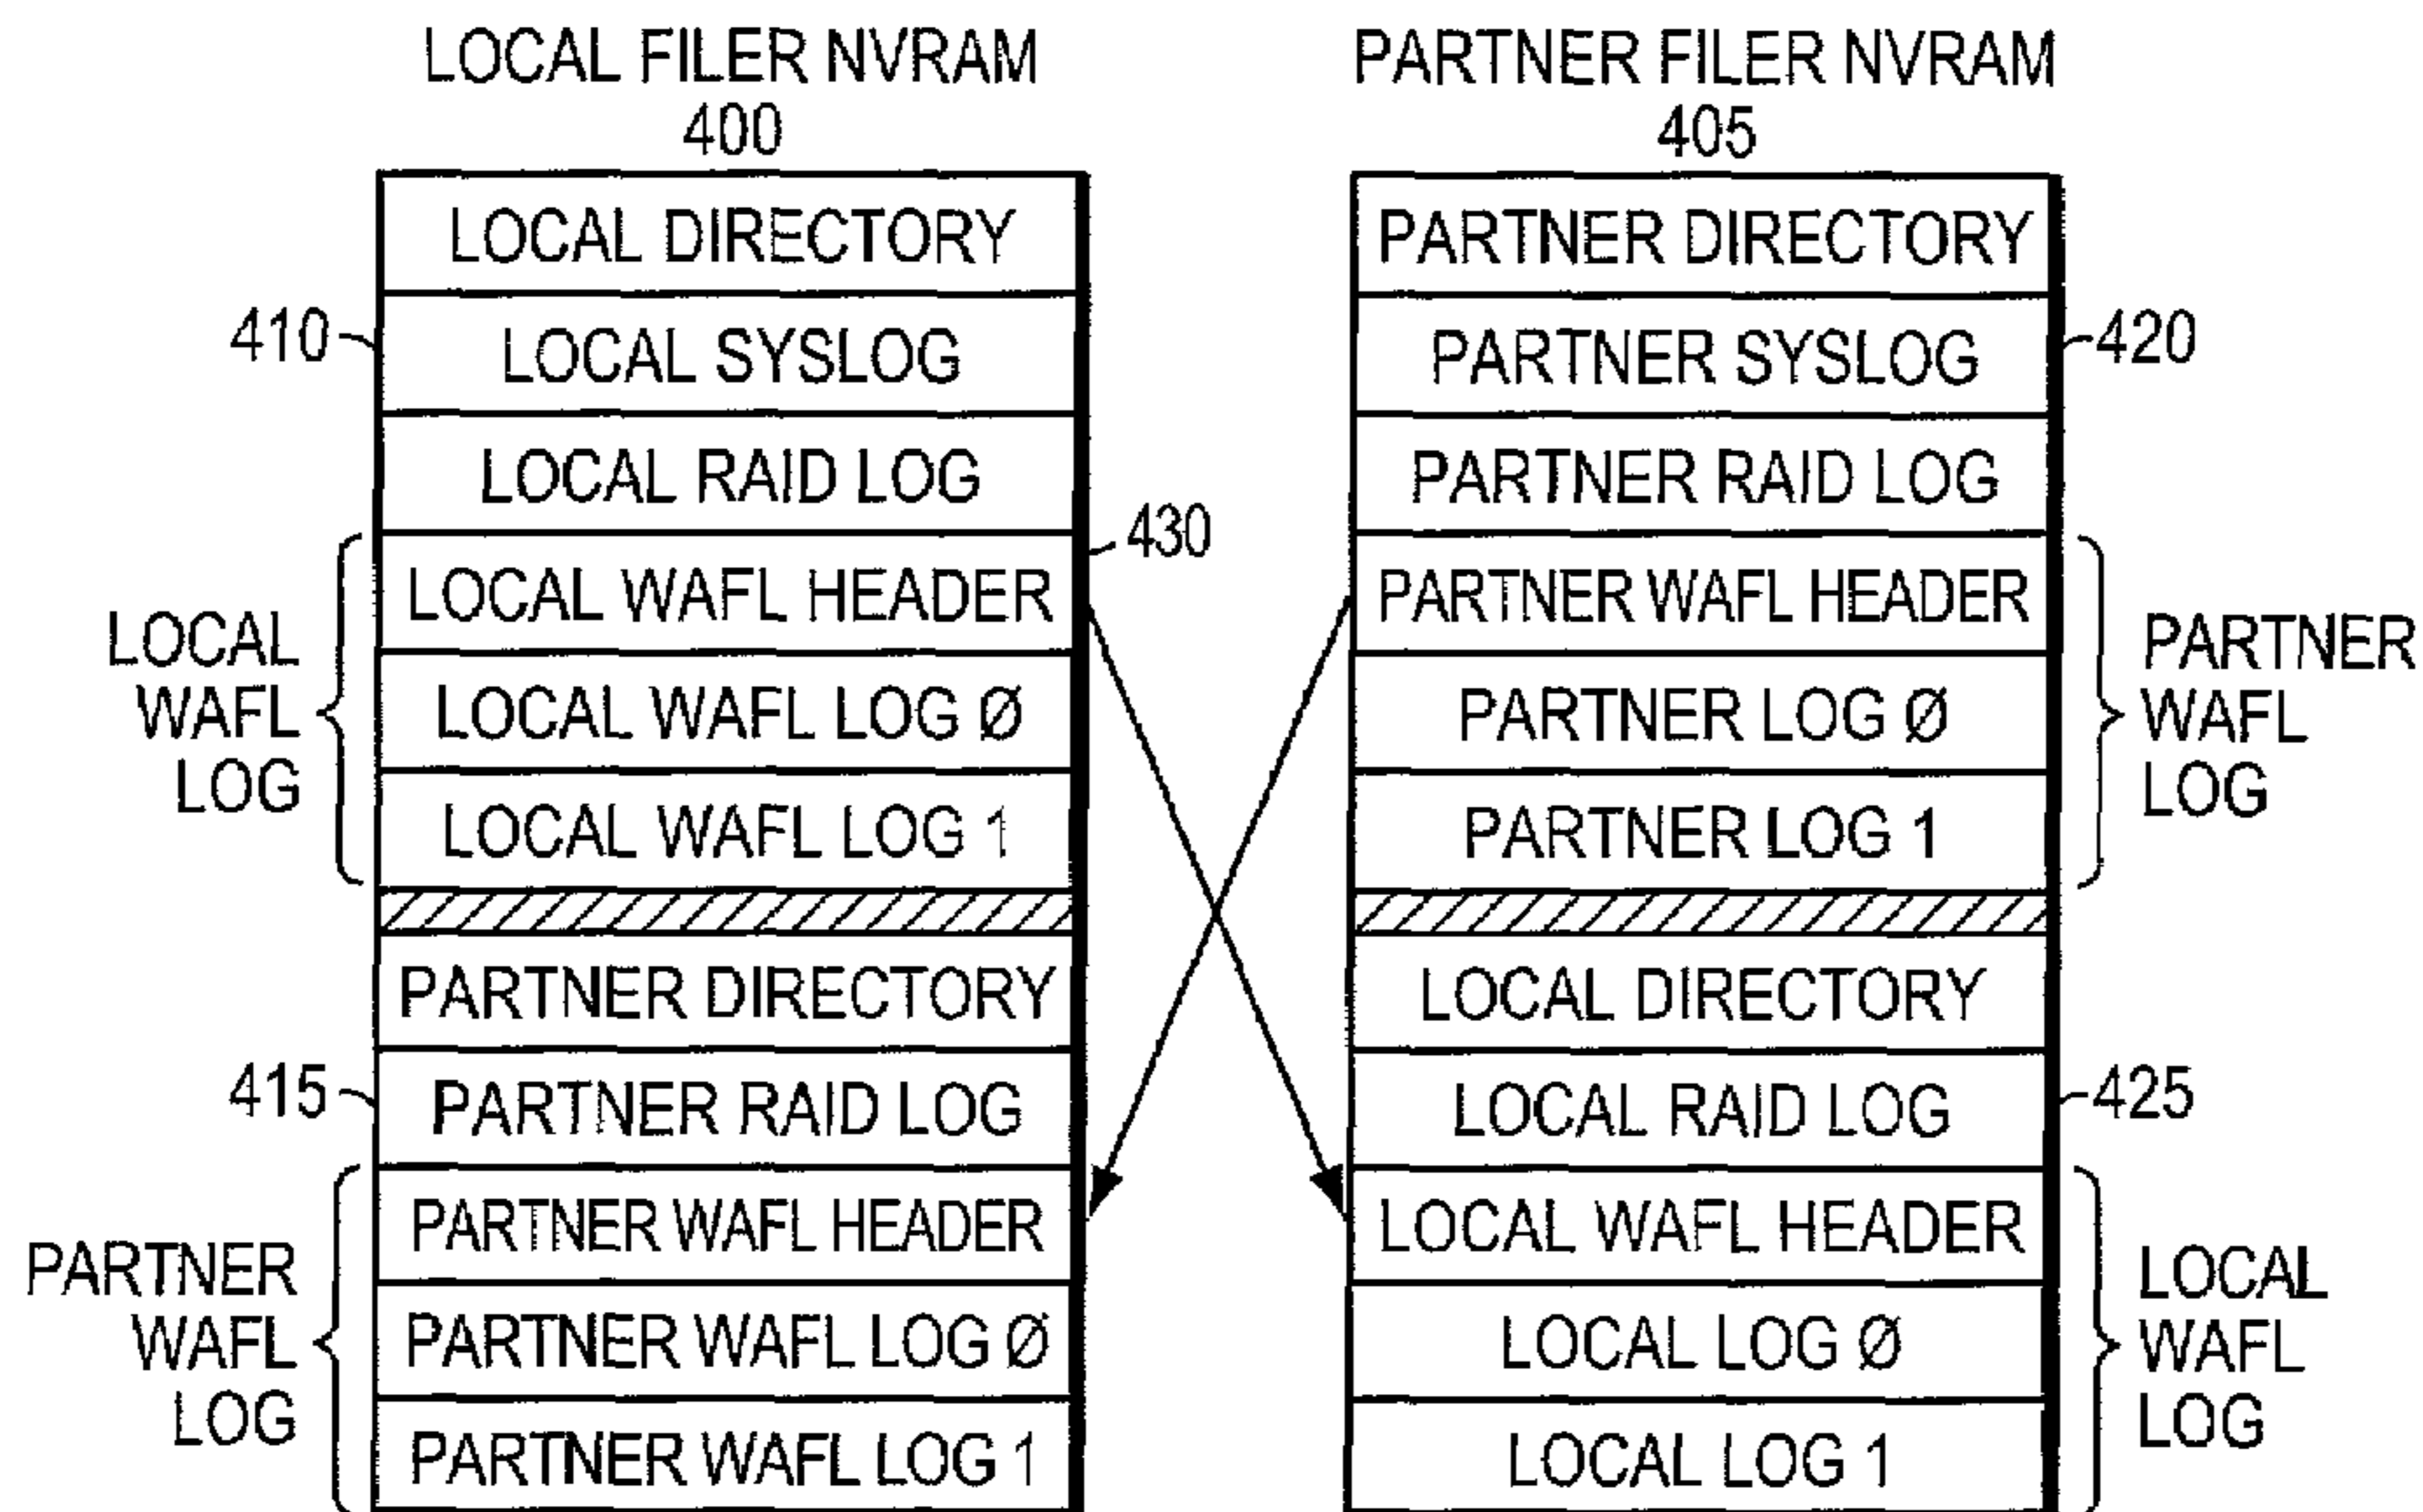 LOCAL FILER NVRAM
400
LOCAL DIRECTORY
410
LOCAL SYSLOG
LOCAL RAID LOG
430
LOCAL WAFL HEADER
LOCAL WAFL LOG Ø
LOCAL WAFL LOG 1
LOCAL
WAFL
LOG
PARTNER DIRECTORY
415
PARTNER RAID LOG
PARTNER WAFL HEADER
PARTNER WAFL LOG Ø
PARTNER WAFL LOG 1
PARTNER
WAFL
LOG
PARTNER FILER NVRAM
405
PARTNER DIRECTORY
PARTNER SYSLOG
420
PARTNER RAID LOG
PARTNER WAFL HEADER
PARTNER LOG Ø
PARTNER LOG 1
PARTNER
WAFL
LOG
LOCAL DIRECTORY
LOCAL RAID LOG
425
LOCAL WAFL HEADER
LOCAL LOG Ø
LOCAL LOG 1
LOCAL
WAFL
LOG